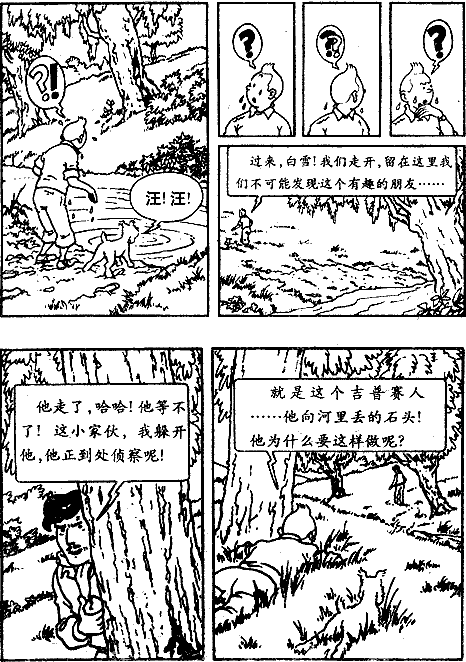 ?!
汪！汪！
?
?
?
过来，白雪！我们走开，留在这里我
们不可能发现这个有趣的朋友……
他走了，哈哈！他等不
了！这小家伙，我躲开
他，他正到处侦察呢！
就是这个吉普赛人
……他向河里丢的石头！
他为什么要这样做呢？